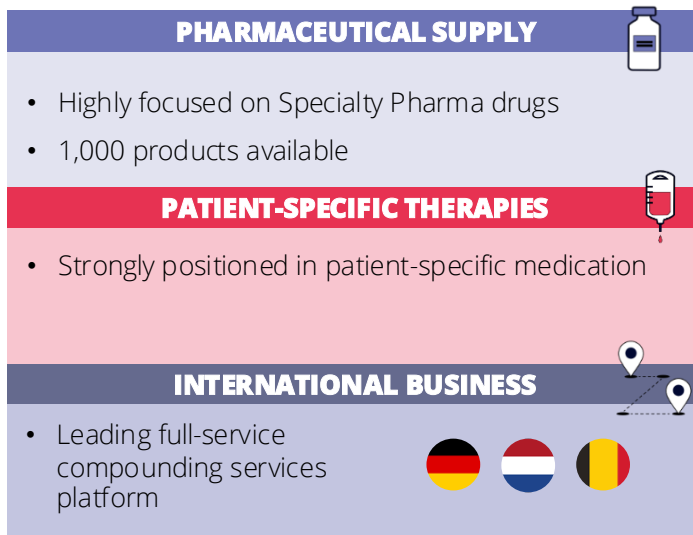 PHARMACEUTICAL SUPPLY
• Highly focused on Specialty Pharma drugs
• 1,000 products available
PATIENT-SPECIFIC THERAPIES
• Strongly positioned in patient-specific medication
INTERNATIONAL BUSINESS
• Leading full-service
compounding services
platform